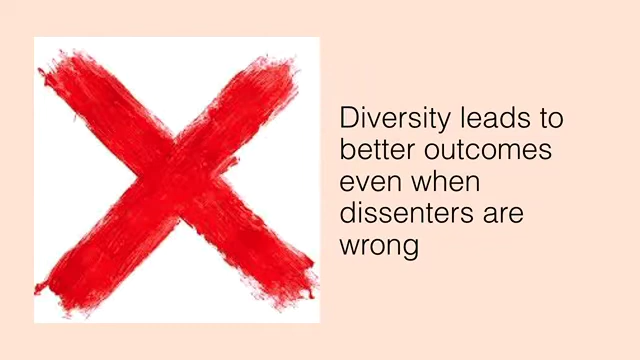 Diversity leads to
better outcomes
even when
dissenters are
wrong